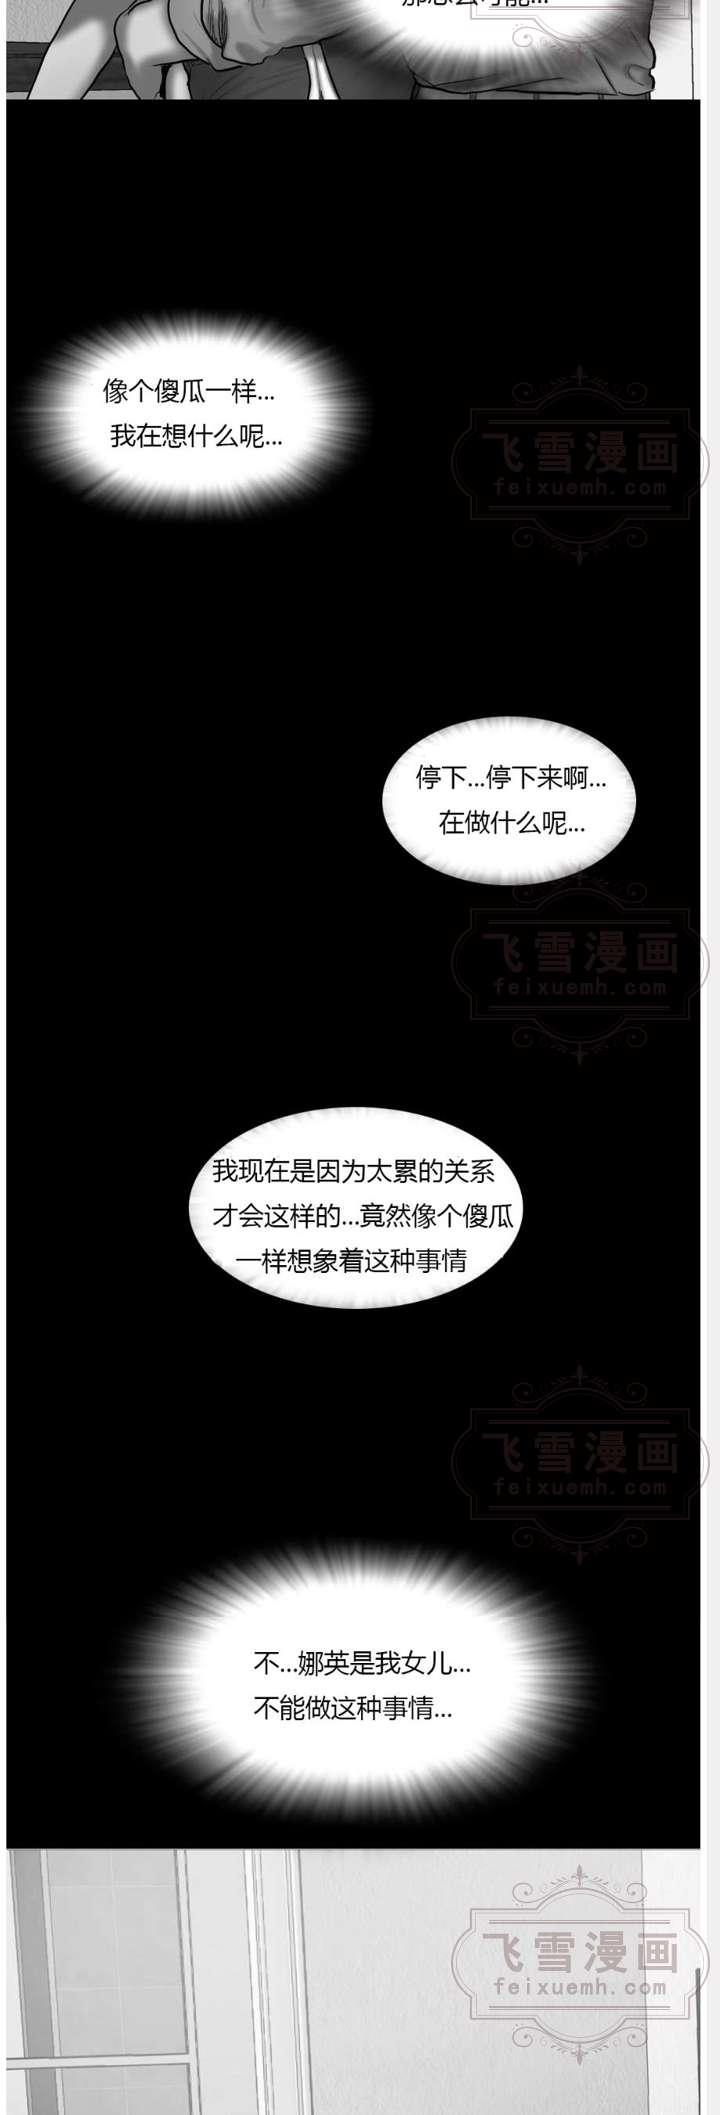 像个傻瓜一样...
我在想什么呢...
飞雪漫画
feixuemh.com
停下...停下来啊...
在做什么呢...
飞雪漫画
feixuemh.com
我现在是因为太累的关系
才会这样的...竟然像个傻瓜
一样想象着这种事情
飞雪漫画
feixuemh.com
不...娜英是我女儿...
不能做这种事情...
飞雪漫画
feixuemh.com